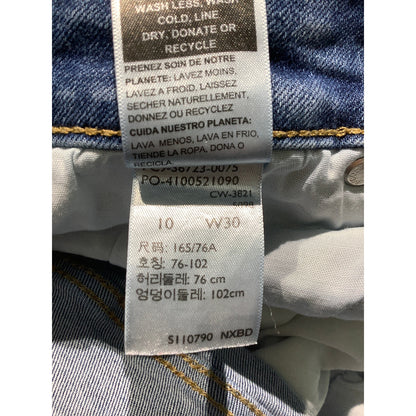 WASH LESS, WASH
COLD, LINE
DRY, DONATE OR
RECYCLE
PRENEZ SOIN DE NOTRE
PLANETE: LAVEZ MOINS,
LAVEZ A FROID, LAISSEZ
SECHER NATURELLEMENT,
DONNEZ OU RECYCLEZ
CUIDA NUESTRO PLANETA:
LAVA MENOS, LAVA EN FRIO,
TIENDE LA ROPA, DONA O
RECICLA
PO-4100521090
CW-3821
10 W30
尺码: 165/76A
호칭: 76-102
허리둘레: 76 cm
엉덩이둘레: 102cm
S110790 NXBD